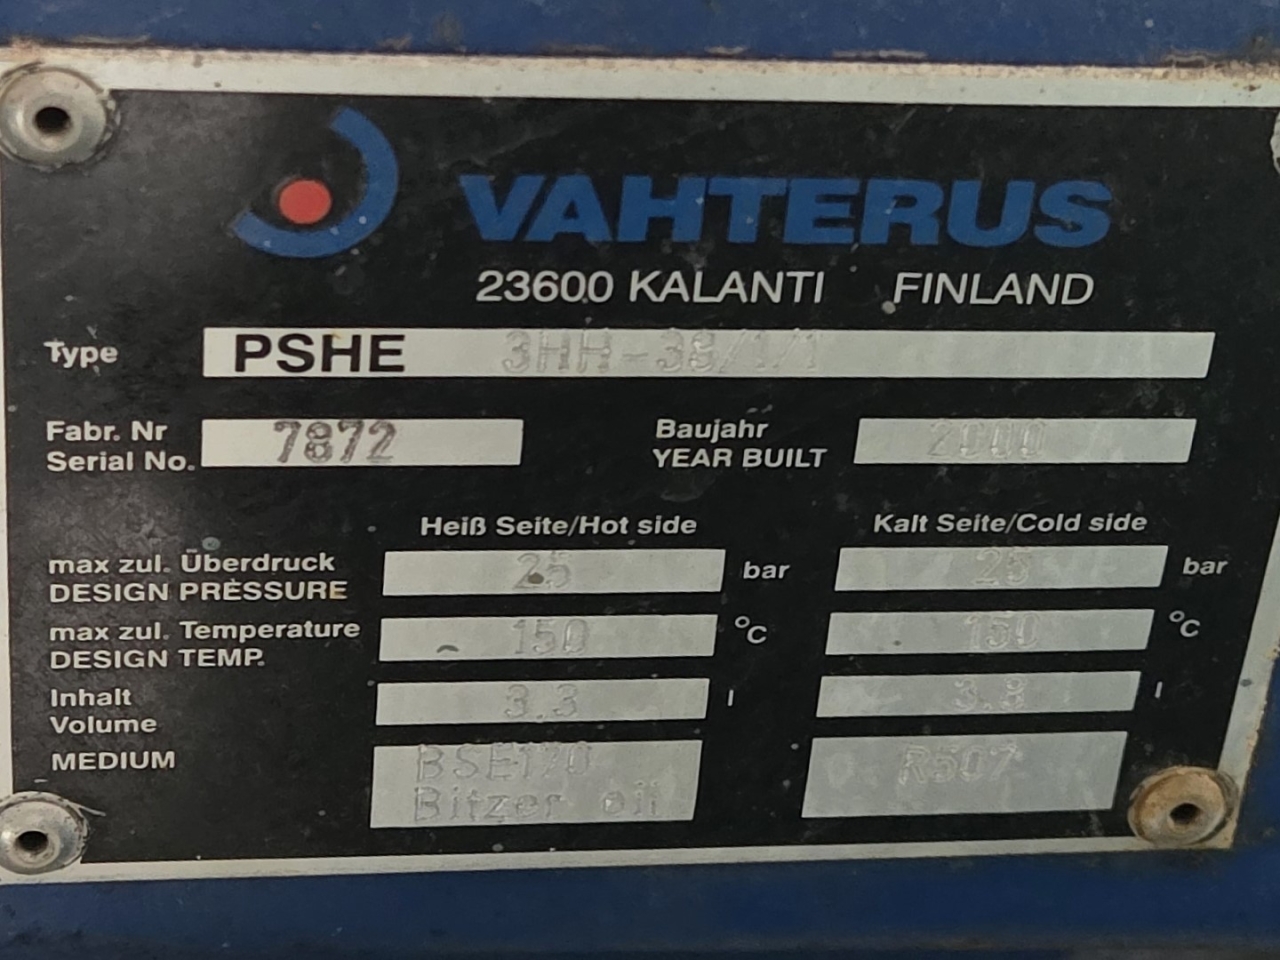 VAHTERUS
23600 KALANTI FINLAND
Type PSHE 3HH-38/1/1
Fabr. Nr
Serial No. 7872
Baujahr
YEAR BUILT 2000
Heiß Seite/Hot side Kalt Seite/Cold side
max zul. Überdruck
DESIGN PRESSURE 25 bar 25 bar
max zul. Temperature
DESIGN TEMP. 150 °C 150 °C
Inhalt
Volume 3.3 l 3.8 l
MEDIUM BSE170 R507
Bitzer oil